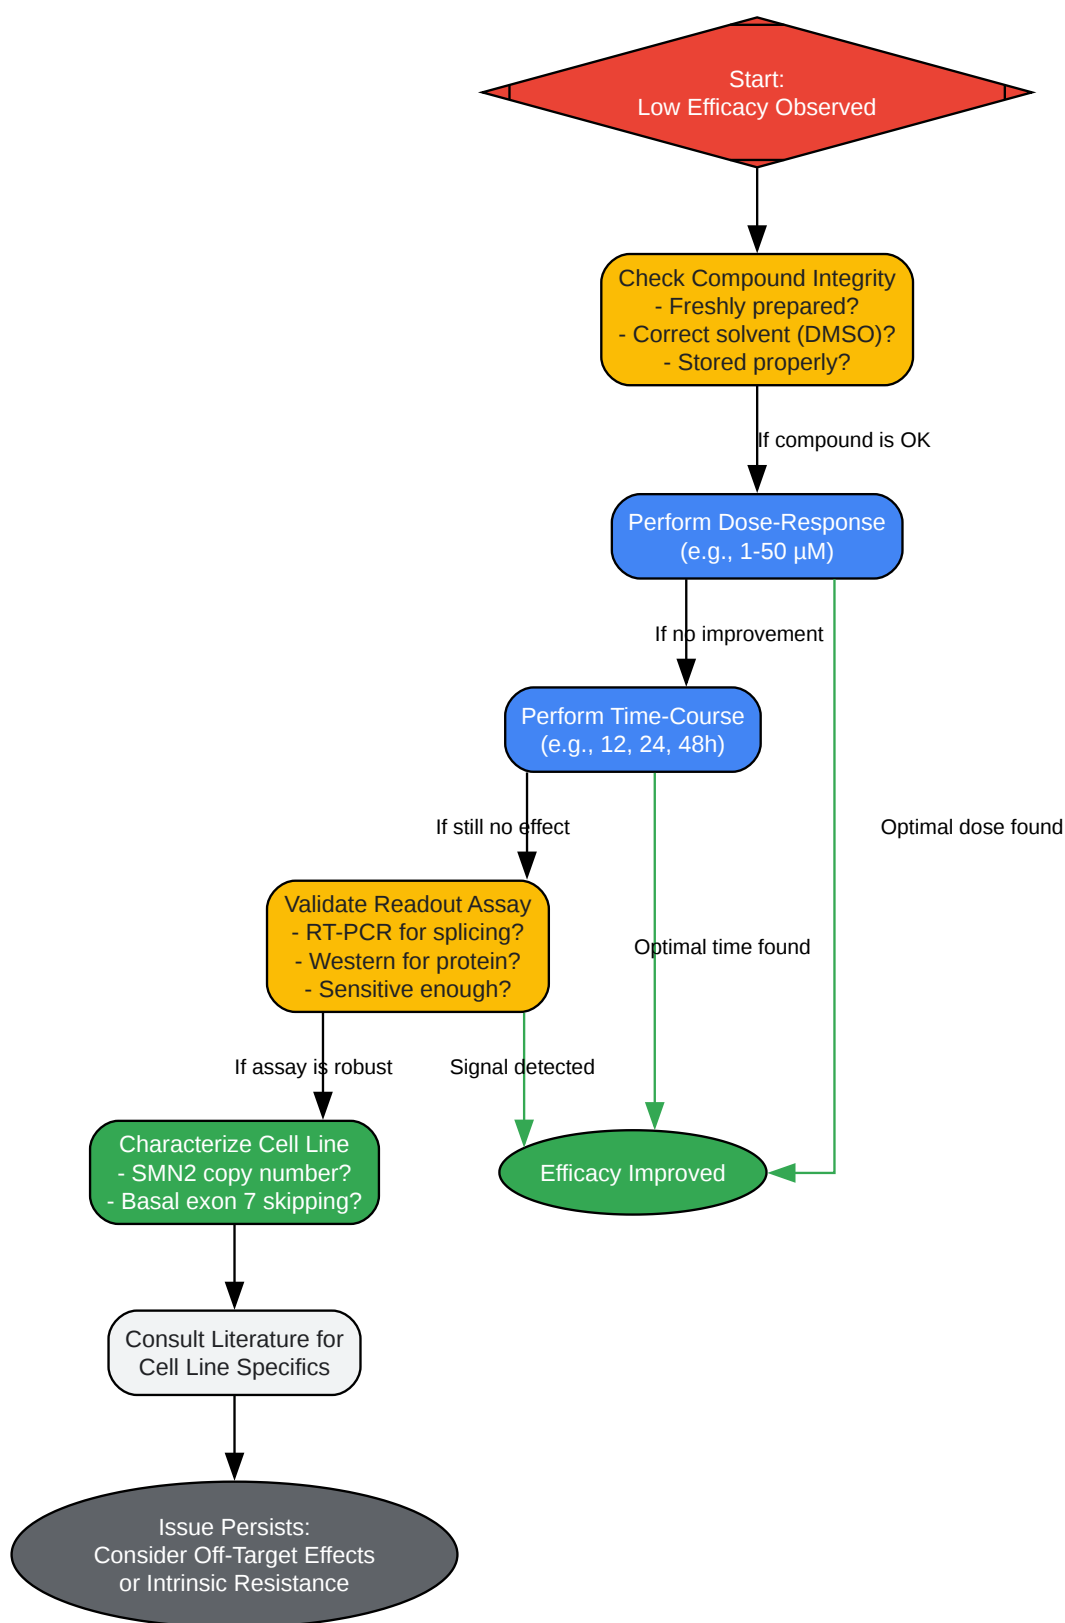 Start:
Low Efficacy Observed
Check Compound Integrity
- Freshly prepared?
- Correct solvent (DMSO)?
- Stored properly?
If compound is OK
Perform Dose-Response
(e.g., 1-50 µM)
If no improvement
Perform Time-Course
(e.g., 12, 24, 48h)
If still no effect
Optimal dose found
Validate Readout Assay
- RT-PCR for splicing?
- Western for protein?
- Sensitive enough?
Optimal time found
If assay is robust
Signal detected
Characterize Cell Line
- SMN2 copy number?
- Basal exon 7 skipping?
Efficacy Improved
Consult Literature for
Cell Line Specifics
Issue Persists:
Consider Off-Target Effects
or Intrinsic Resistance